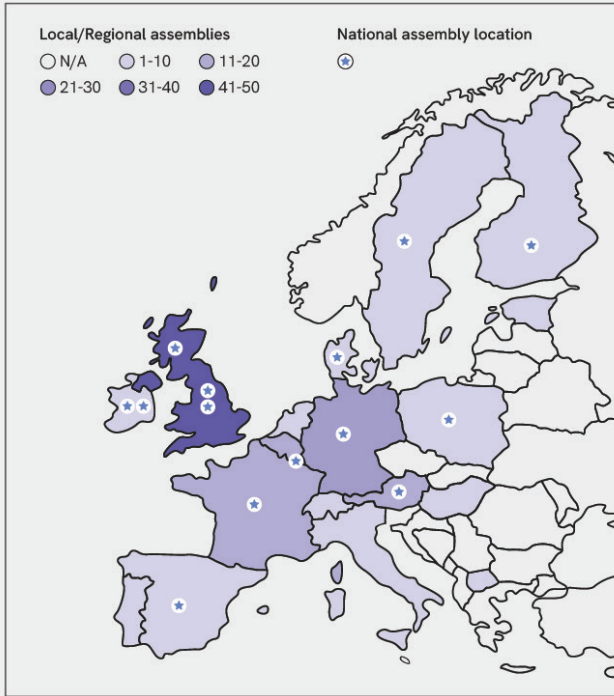 Local/Regional assemblies
N/A
1-10
11-20
21-30
31-40
41-50
National assembly location